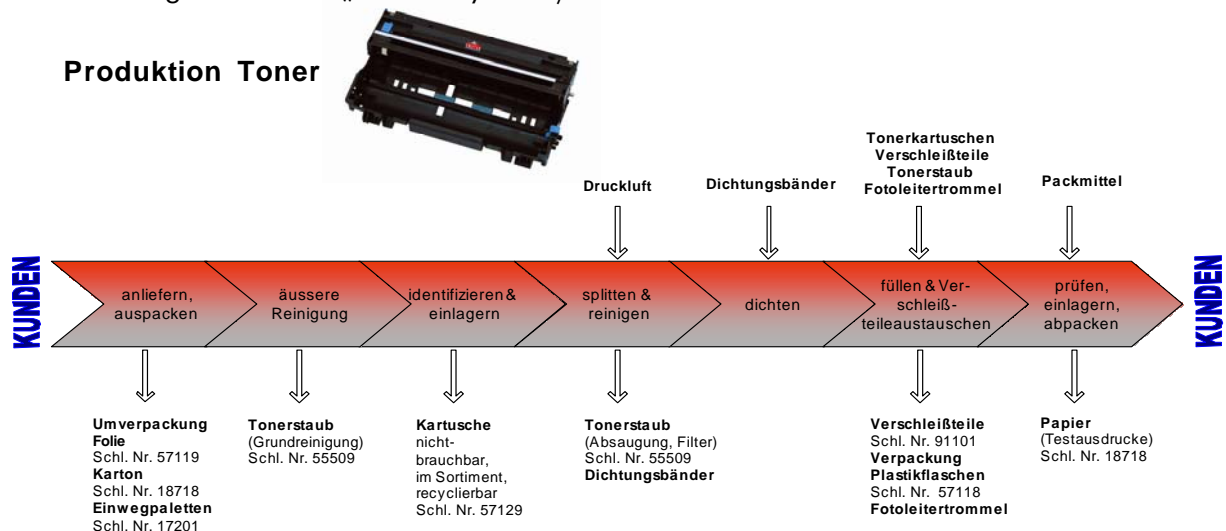 Produktion Toner
Druckluft
Dichtungsbänder
Tonerkartuschen
Verschleißteile
Tonerstaub
Fotoleitertrommel
Packmittel
KUNDEN
anliefern,
auspacken
äussere
Reinigung
identifizieren &
einlagern
splitten &
reinigen
dichten
füllen & Ver-
schleiß-
teileaustauschen
prüfen,
einlagern,
abpacken
KUNDEN
Umverpackung
Folie
Schl. Nr. 57119
Karton
Schl. Nr. 18718
Einwegpaletten
Schl. Nr. 17201
Tonerstaub
(Grundreinigung)
Schl. Nr. 55509
Kartusche
nicht-
brauchbar,
im Sortiment,
recyclierbar
Schl. Nr. 57129
Tonerstaub
(Absaugung, Filter)
Schl. Nr. 55509
Dichtungsbänder
Verschleißteile
Schl. Nr. 91101
Verpackung
Plastikflaschen
Schl. Nr. 57118
Fotoleitertrommel
Papier
(Testausdrucke)
Schl. Nr. 18718